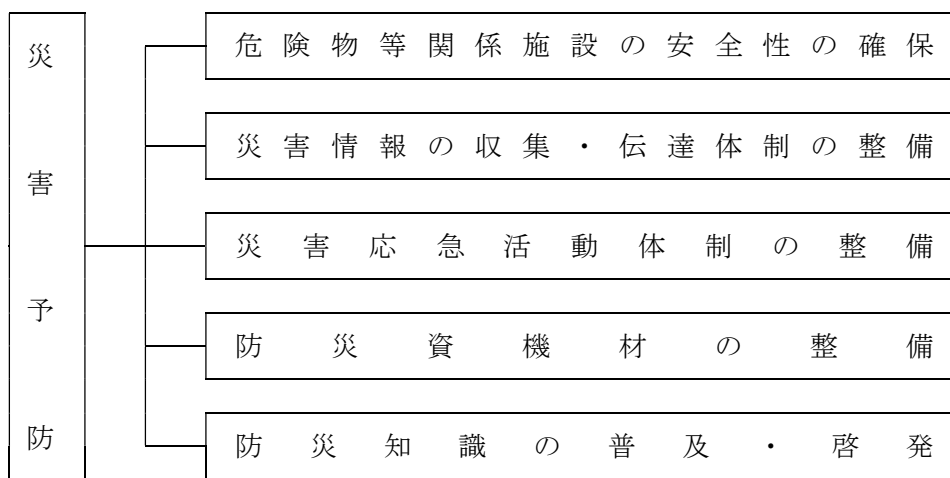 災害予防
危険物等関係施設の安全性の確保
災害情報の収集・伝達体制の整備
災害応急活動体制の整備
防災資機材の整備
防災知識の普及・啓発